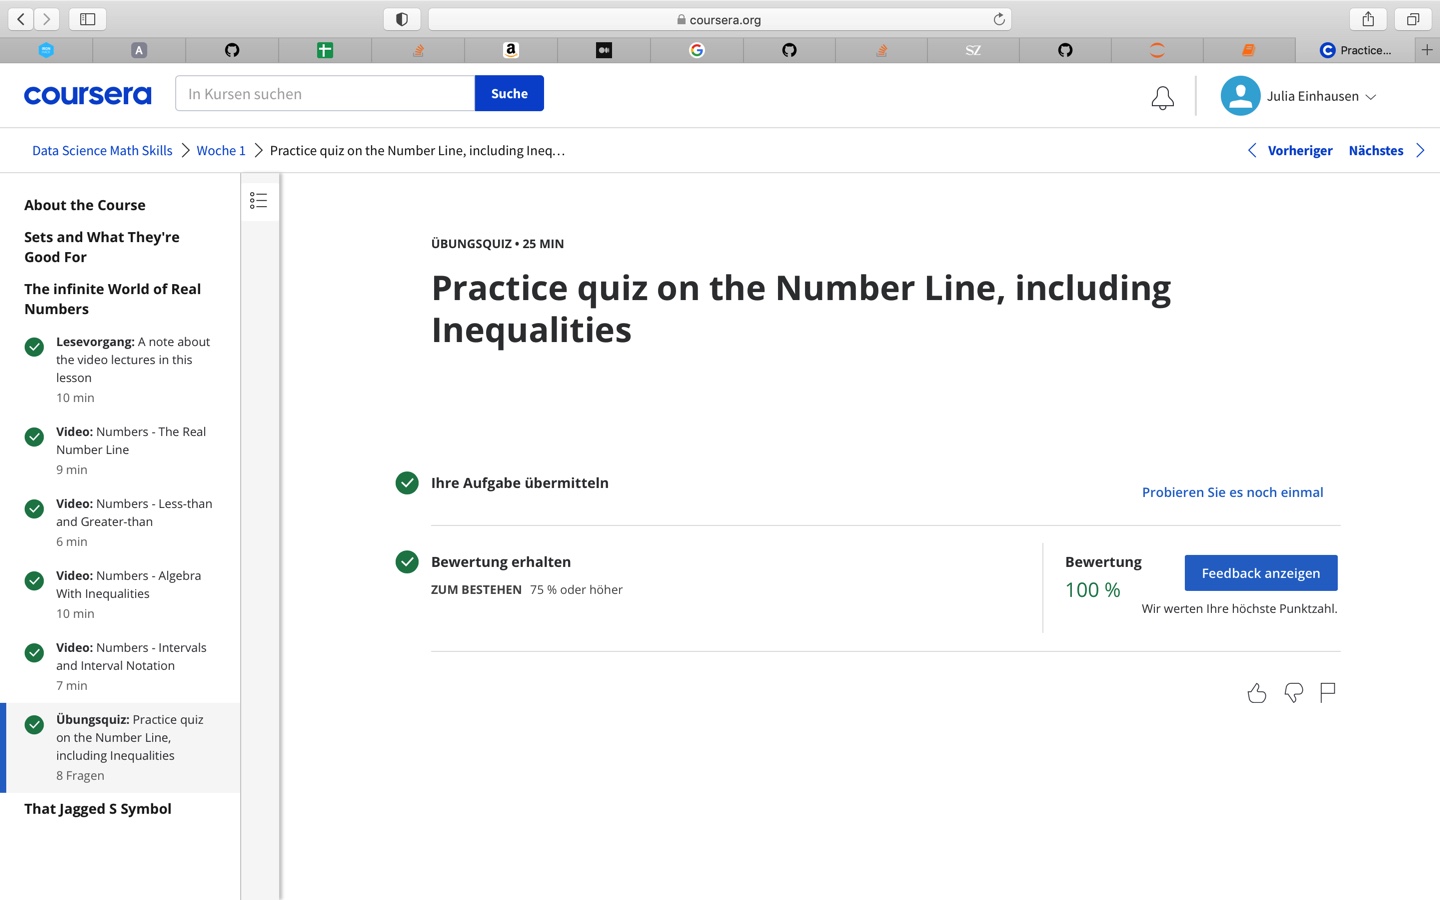 coursera.org
A
a
G
SZ
Practice...
coursera
In Kursen suchen
Suche
Julia Einhausen
Data Science Math Skills
Woche 1
Practice quiz on the Number Line, including Ineq...
Vorheriger
Nächstes
About the Course
Sets and What They're
Good For
The infinite World of Real
Numbers
Lesevorgang: A note about
the video lectures in this
lesson
10 min
Video: Numbers - The Real
Number Line
9 min
Video: Numbers - Less-than
and Greater-than
6 min
Video: Numbers - Algebra
With Inequalities
10 min
Video: Numbers - Intervals
and Interval Notation
7 min
Übungsquiz: Practice quiz
on the Number Line,
including Inequalities
8 Fragen
That Jagged S Symbol
ÜBUNGSQUIZ • 25 MIN
Practice quiz on the Number Line, including
Inequalities
Ihre Aufgabe übermitteln
Probieren Sie es noch einmal
Bewertung erhalten
ZUM BESTEHEN 75 % oder höher
Bewertung
100 %
Feedback anzeigen
Wir werten Ihre höchste Punktzahl.